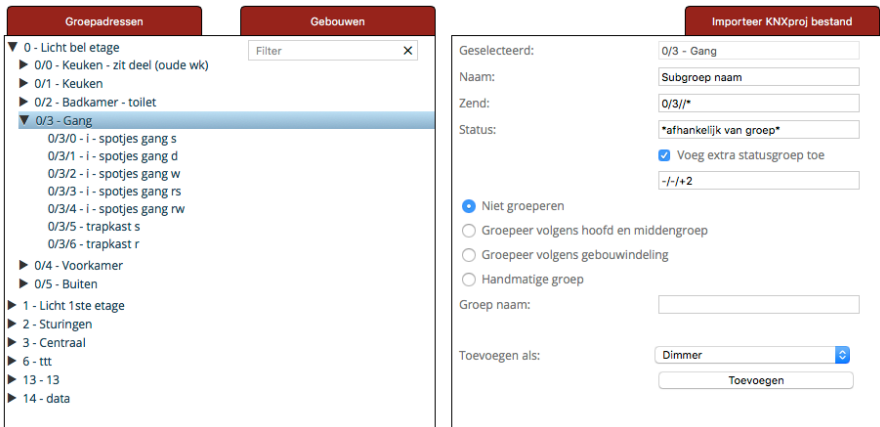 Groepadressen
Gebouwen
Importeer KNXproj bestand
0 - Licht bel etage
Filter
0/0 - Keuken - zit deel (oude wk)
0/1 - Keuken
0/2 - Badkamer - toilet
0/3 - Gang
0/3/0 - i - spotjes gang s
0/3/1 - i - spotjes gang d
0/3/2 - i - spotjes gang w
0/3/3 - i - spotjes gang rs
0/3/4 - i - spotjes gang rw
0/3/5 - trapkast s
0/3/6 - trapkast r
0/4 - Voorkamer
0/5 - Buiten
1 - Licht 1ste etage
2 - Sturingen
3 - Centraal
6 - ttt
13 - 13
14 - data
Geselecteerd: 0/3 - Gang
Naam: Subgroep naam
Zend: 0/3//*
Status: *afhankelijk van groep*
Voeg extra statusgroep toe
-/-/+2
Niet groeperen
Groepeer volgens hoofd en middengroep
Groepeer volgens gebouwindeling
Handmatige groep
Groep naam:
Toevoegen als: Dimmer
Toevoegen